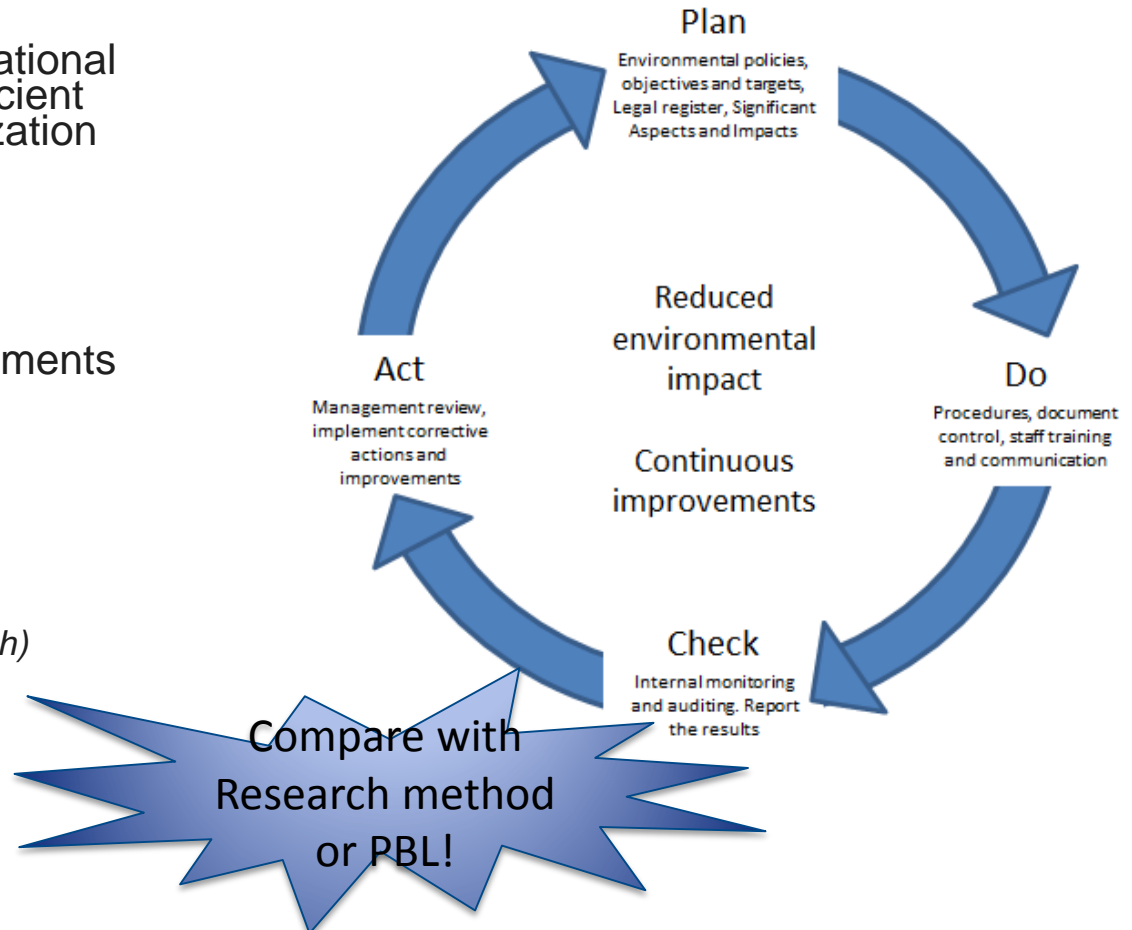 ational
cient
zation
ments
h)
Plan
Environmental policies,
objectives and targets,
Legal register, Significant
Aspects and Impacts
Do
Procedures, document
control, staff training
and communication
Check
Internal monitoring
and auditing. Report
the results
Act
Management review,
implement corrective
actions and
improvements
Reduced
environmental
impact
Continuous
improvements
Compare with
Research method
or PBL!